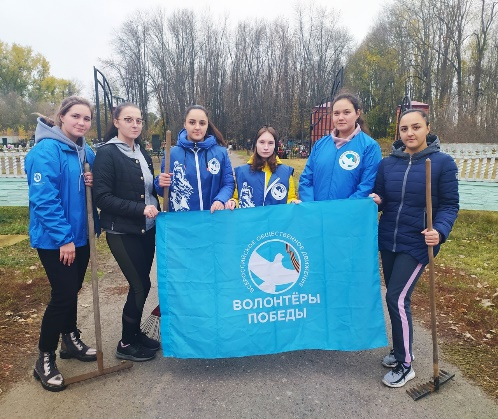 ВСЕРОССИЙСКОЕ ОБЩЕСТВЕННОЕ ДВИЖЕНИЕ
ВОЛОНТЁРЫ
ПОБЕДЫ